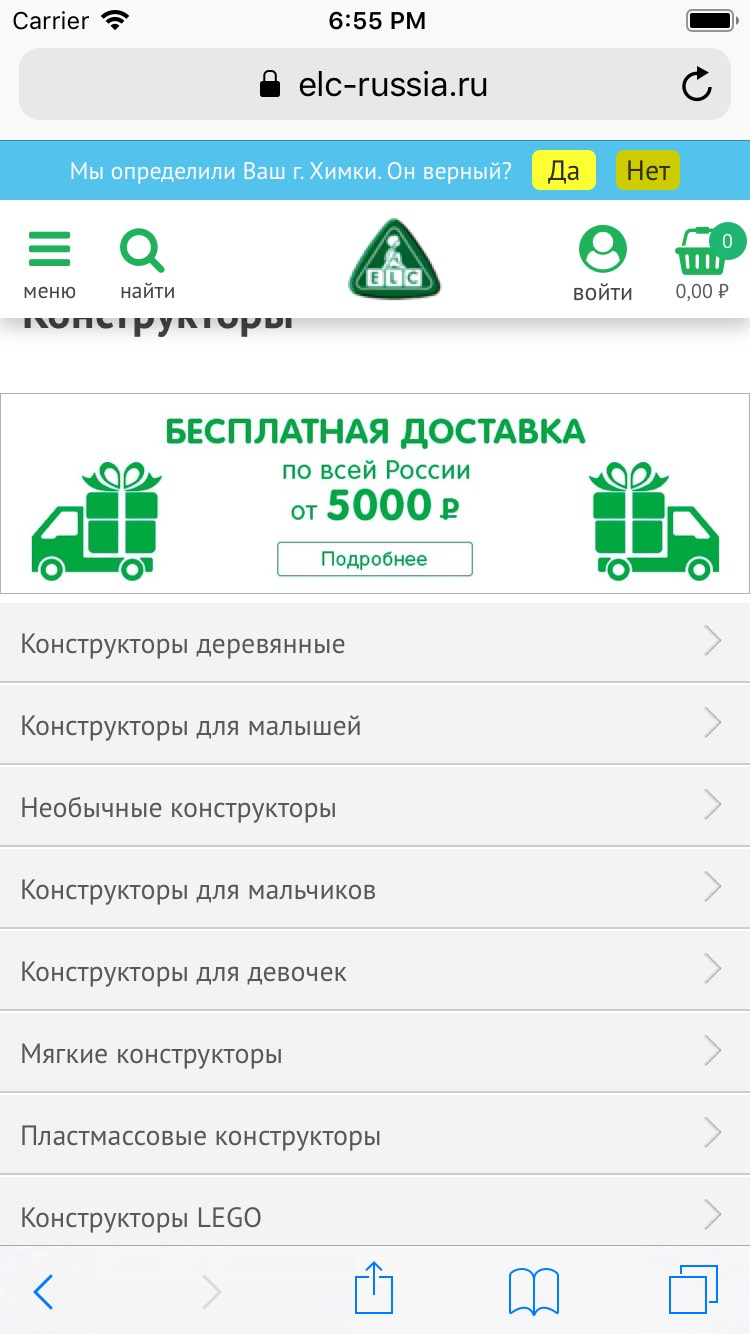 Carrier 6:55 PM
elc-russia.ru
Мы определили Ваш г. Химки. Он верный? Да Нет
ELC
0
меню найти войти 0,00 ₽
Конструкторы
БЕСПЛАТНАЯ ДОСТАВКА
по всей России
от 5000 ₽
Подробнее
Конструкторы деревянные
Конструкторы для малышей
Необычные конструкторы
Конструкторы для мальчиков
Конструкторы для девочек
Мягкие конструкторы
Пластмассовые конструкторы
Конструкторы LEGO